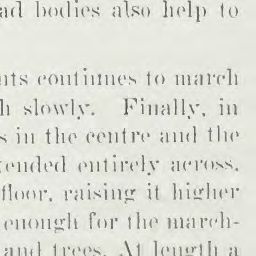 ad bodies also help to
nts continues to march
h slowly. Finally, in
s in the centre and the
tended entirely across,
floor, raising it higher
enough for the march-
and trees. At length a